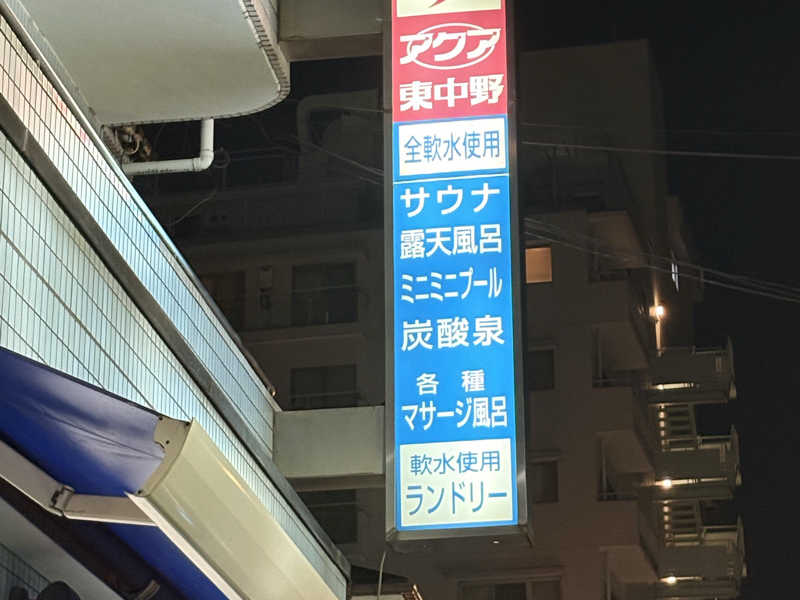 アクア
東中野
全軟水使用
サウナ
露天風呂
ミニミニプール
炭酸泉
各種
マサージ風呂
軟水使用
ランドリー